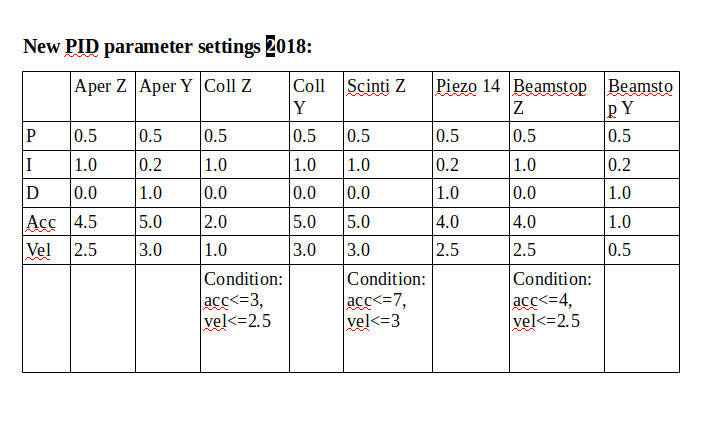 New PID parameter settings 2018:
Aper Z Aper Y Coll Z Coll Y Scinti Z Piezo 14 Beamstop Z Beamstop Y
P 0.5 0.5 0.5 0.5 0.5 0.5 0.5 0.5
I 1.0 0.2 1.0 1.0 1.0 0.2 1.0 0.2
D 0.0 1.0 0.0 0.0 0.0 1.0 0.0 1.0
Acc 4.5 5.0 2.0 5.0 5.0 4.0 4.0 1.0
Vel 2.5 3.0 1.0 3.0 3.0 2.5 2.5 0.5
Condition: Condition: Condition:
acc<=3, acc<=7, acc<=4,
vel<=2.5 vel<=3 vel<=2.5